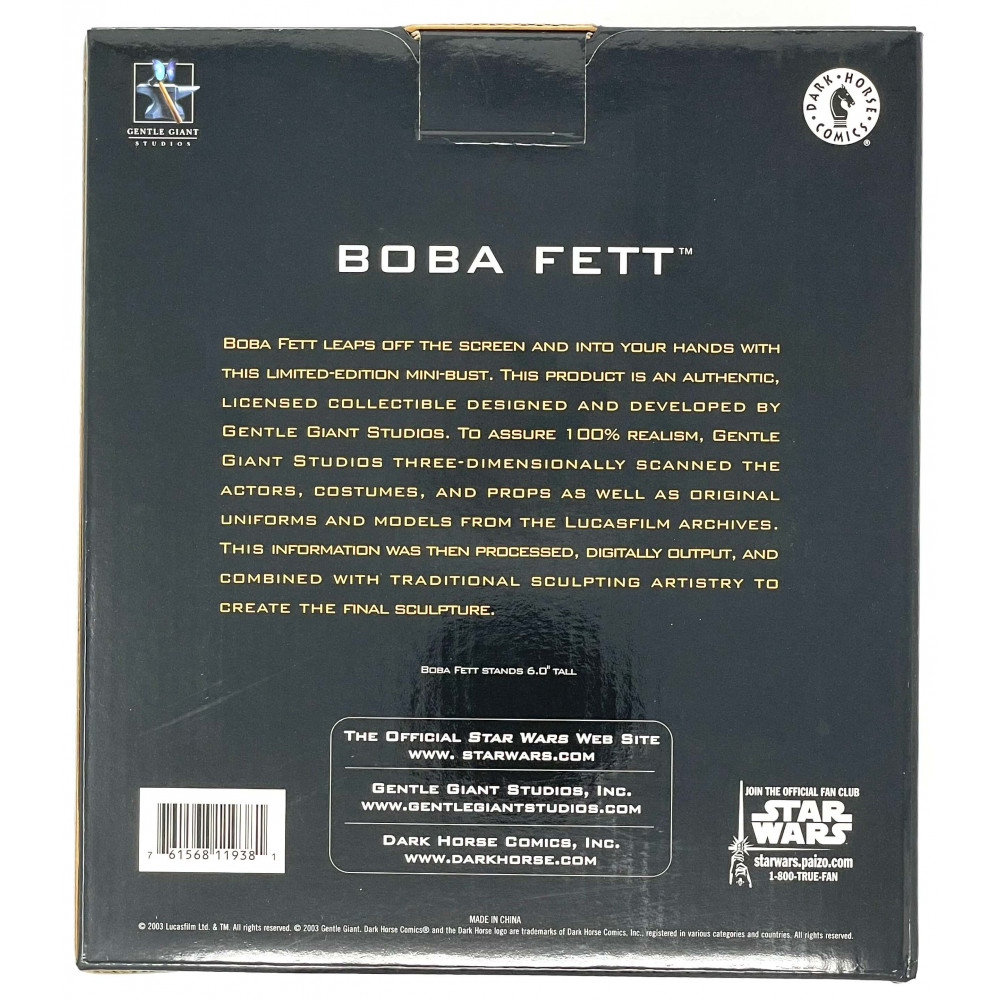 GENTLE GIANT
STUDIOS
DARK • HORSE
COMICS •
®
BOBA FETT™
BOBA FETT LEAPS OFF THE SCREEN AND INTO YOUR HANDS WITH
THIS LIMITED-EDITION MINI-BUST. THIS PRODUCT IS AN AUTHENTIC,
LICENSED COLLECTIBLE DESIGNED AND DEVELOPED BY
GENTLE GIANT STUDIOS. TO ASSURE 100% REALISM, GENTLE
GIANT STUDIOS THREE-DIMENSIONALLY SCANNED THE
ACTORS, COSTUMES, AND PROPS AS WELL AS ORIGINAL
UNIFORMS AND MODELS FROM THE LUCASFILM ARCHIVES.
THIS INFORMATION WAS THEN PROCESSED, DIGITALLY OUTPUT, AND
COMBINED WITH TRADITIONAL SCULPTING ARTISTRY TO
CREATE THE FINAL SCULPTURE.
BOBA FETT STANDS 6.0" TALL
THE OFFICIAL STAR WARS WEB SITE
WWW. STARWARS.COM
GENTLE GIANT STUDIOS, INC.
WWW.GENTLEGIANTSTUDIOS.COM
DARK HORSE COMICS, INC.
WWW.DARKHORSE.COM
7 61568 11938 1
JOIN THE OFFICIAL FAN CLUB
STAR
WARS
starwars.paizo.com
1-800-TRUE-FAN
MADE IN CHINA
© 2003 Lucasfilm Ltd. & TM. All rights reserved. © 2003 Gentle Giant. Dark Horse Comics® and the Dark Horse logo are trademarks of Dark Horse Comics, Inc., registered in various categories and countries. All rights reserved.